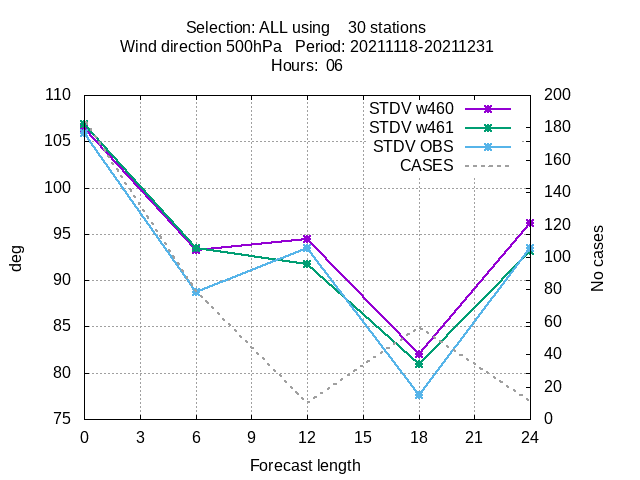 Selection: ALL using    30 stations
Wind direction 500hPa   Period: 20211118-20211231
Hours:  06
110
105
100
95
90
85
80
75
200
180
160
140
120
100
80
60
40
20
0
STDV w460
STDV w461
STDV OBS
CASES
deg
No cases
0 3 6 9 12 15 18 21 24
Forecast length